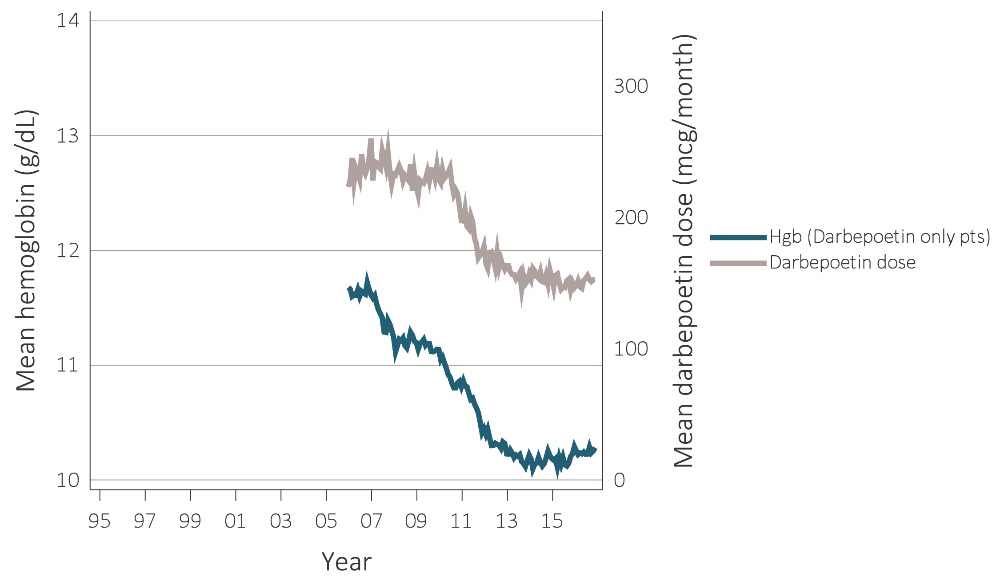 Mean hemoglobin (g/dL)
14
13
12
11
10
95 97 99 01 03 05 07 09 11 13 15
Year
300
200
100
0
Mean darbepoetin dose (mcg/month)
Hgb (Darbepoetin only pts)
Darbepoetin dose